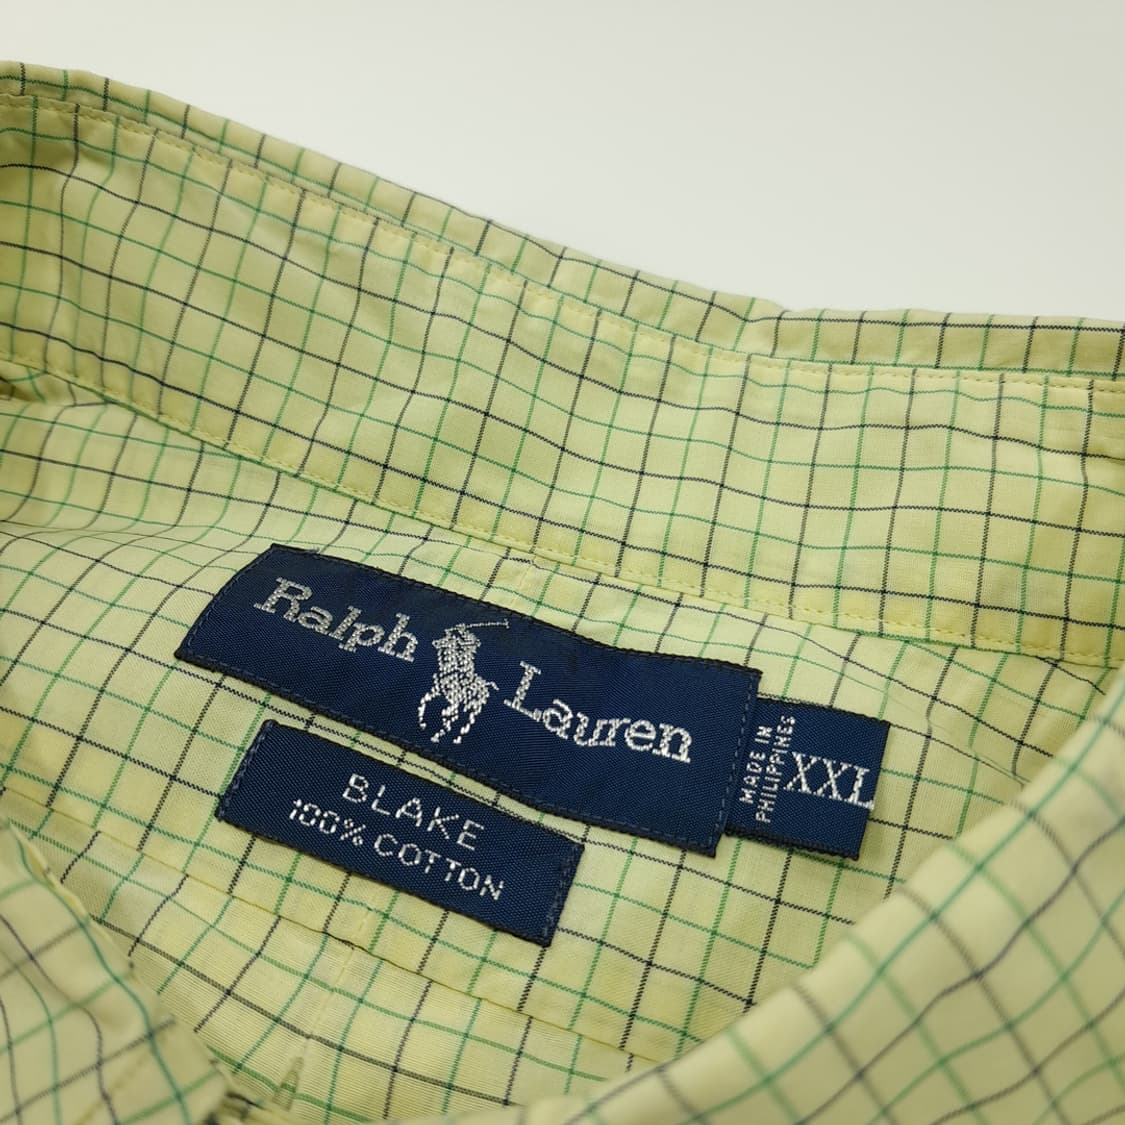 Ralph Lauren
MADE IN
PHILIPPINES
XXL
BLAKE
100% COTTON